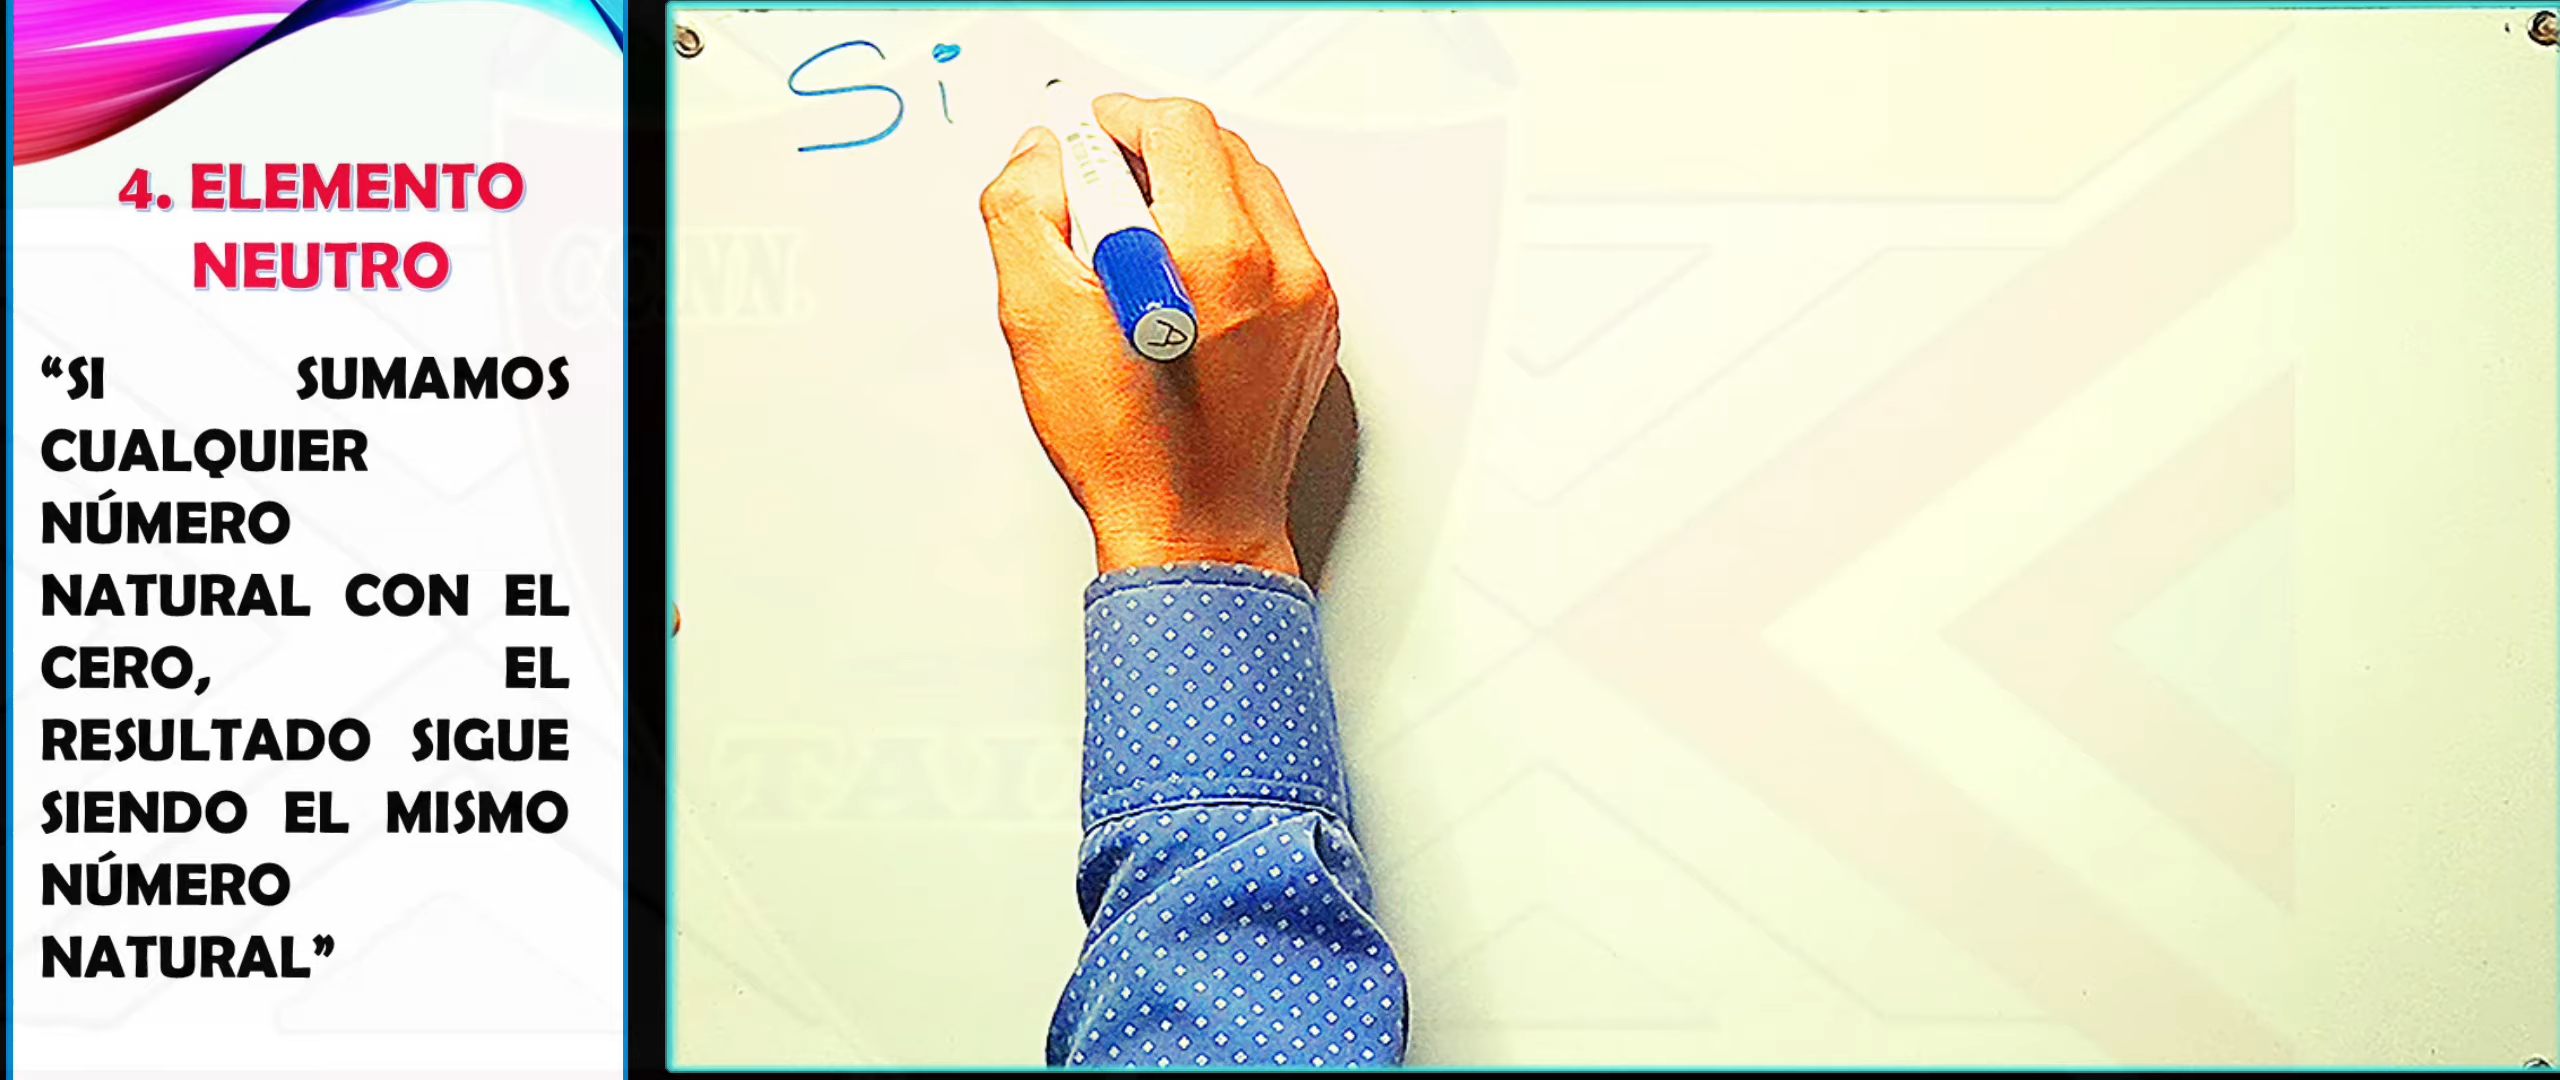 4. ELEMENTO
NEUTRO
“SI SUMAMOS
CUALQUIER
NÚMERO
NATURAL CON EL
CERO, EL
RESULTADO SIGUE
SIENDO EL MISMO
NÚMERO
NATURAL”
Si
A